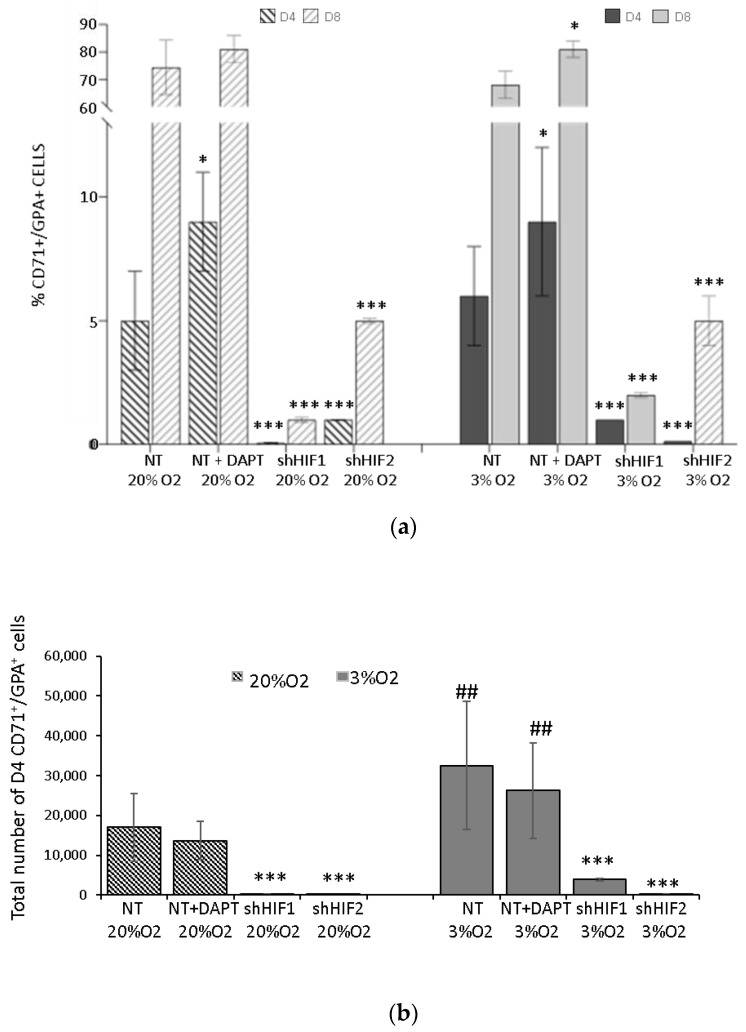 90
80
70
60
10
5
0
% CD71+/GPA+ CELLS
D4 D8
D4 D8
*
*
*
***
***
***
***
***
***
***
***
NT NT + DAPT shHIF1 shHIF2 NT NT + DAPT shHIF1 shHIF2
20% O2 20% O2 20% O2 20% O2 3% O2 3% O2 3% O2 3% O2
(a)
Total number of D4 CD71+/GPA+ cells
60,000
50,000
40,000
30,000
20,000
10,000
0
20%O2 3%O2
##
##
***
***
***
***
NT NT+DAPT shHIF1 shHIF2 NT NT+DAPT shHIF1 shHIF2
20%O2 20%O2 20%O2 20%O2 3%O2 3%O2 3%O2 3%O2
(b)